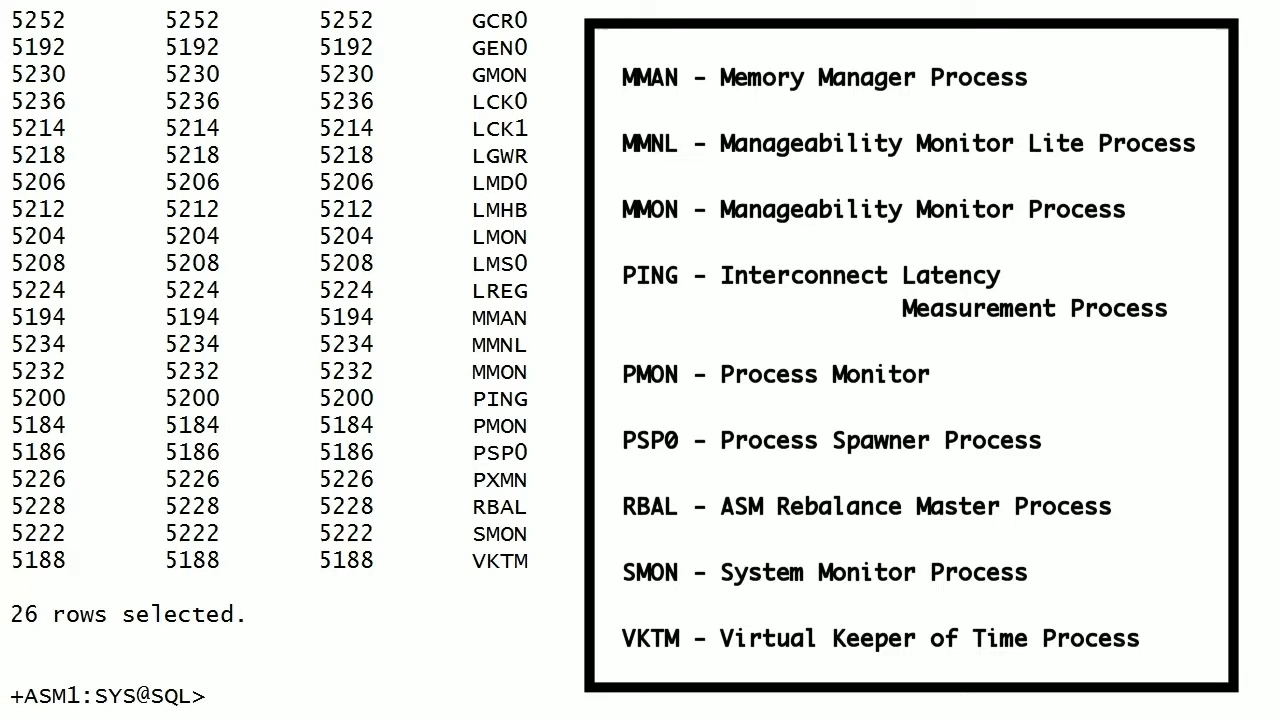 5252 5252 5252 GCR0
5192 5192 5192 GEN0
5230 5230 5230 GMON
5236 5236 5236 LCK0
5214 5214 5214 LCK1
5218 5218 5218 LGWR
5206 5206 5206 LMD0
5212 5212 5212 LMHB
5204 5204 5204 LMON
5208 5208 5208 LMS0
5224 5224 5224 LREG
5194 5194 5194 MMAN
5234 5234 5234 MMNL
5232 5232 5232 MMON
5200 5200 5200 PING
5184 5184 5184 PMON
5186 5186 5186 PSP0
5226 5226 5226 PXMN
5228 5228 5228 RBAL
5222 5222 5222 SMON
5188 5188 5188 VKTM
26 rows selected.
+ASM1:SYS@SQL>
MMAN - Memory Manager Process
MMNL - Manageability Monitor Lite Process
MMON - Manageability Monitor Process
PING - Interconnect Latency
Measurement Process
PMON - Process Monitor
PSP0 - Process Spawner Process
RBAL - ASM Rebalance Master Process
SMON - System Monitor Process
VKTM - Virtual Keeper of Time Process